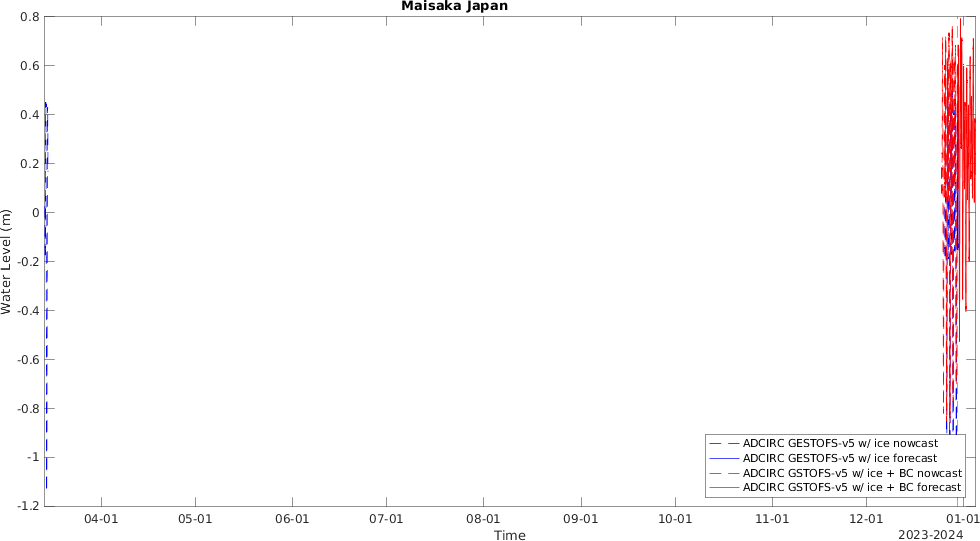 Maisaka Japan
0.8
0.6
0.4
0.2
0
-0.2
-0.4
-0.6
-0.8
-1
-1.2
Water Level (m)
ADCIRC GESTOFS-v5 w/ ice nowcast
ADCIRC GESTOFS-v5 w/ ice forecast
ADCIRC GSTOFS-v5 w/ ice + BC nowcast
ADCIRC GSTOFS-v5 w/ ice + BC forecast
04-01 05-01 06-01 07-01 08-01 09-01 10-01 11-01 12-01 01-01
Time
2023-2024